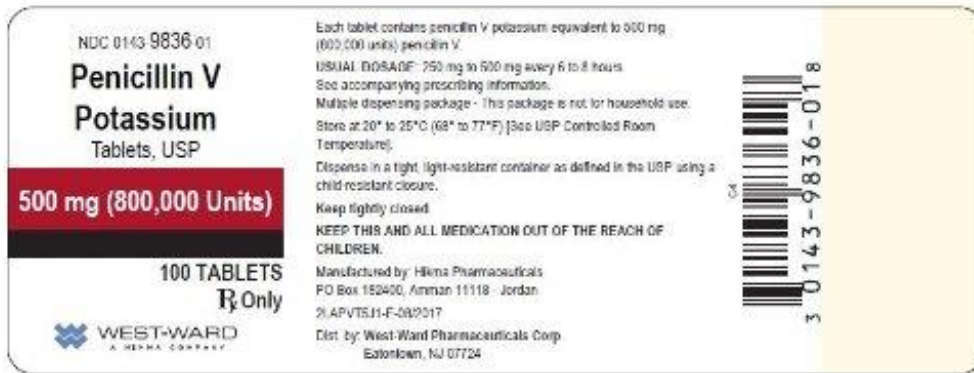 NDC 0143-9836-01
Penicillin V
Potassium
Tablets, USP
500 mg (800,000 Units)
100 TABLETS
Rx Only
WEST-WARD
A HIKMA COMPANY
Each tablet contains penicillin V potassium equivalent to 500 mg
(800,000 units) penicillin V.
USUAL DOSAGE: 250 mg to 500 mg every 6 to 8 hours
See accompanying prescribing information.
Multiple dispensing package - This package is not for household use.
Store at 20° to 25°C (68° to 77°F) [See USP Controlled Room
Temperature].
Dispense in a tight, light-resistant container as defined in the USP using a
child-resistant closure.
Keep tightly closed
KEEP THIS AND ALL MEDICATION OUT OF THE REACH OF
CHILDREN.
Manufactured by: Hikma Pharmaceuticals
PO Box 182400, Amman 11118 - Jordan
Dist. by: West-Ward Pharmaceuticals Corp
Eatontown, NJ 07724
3 0143-9836-01 8